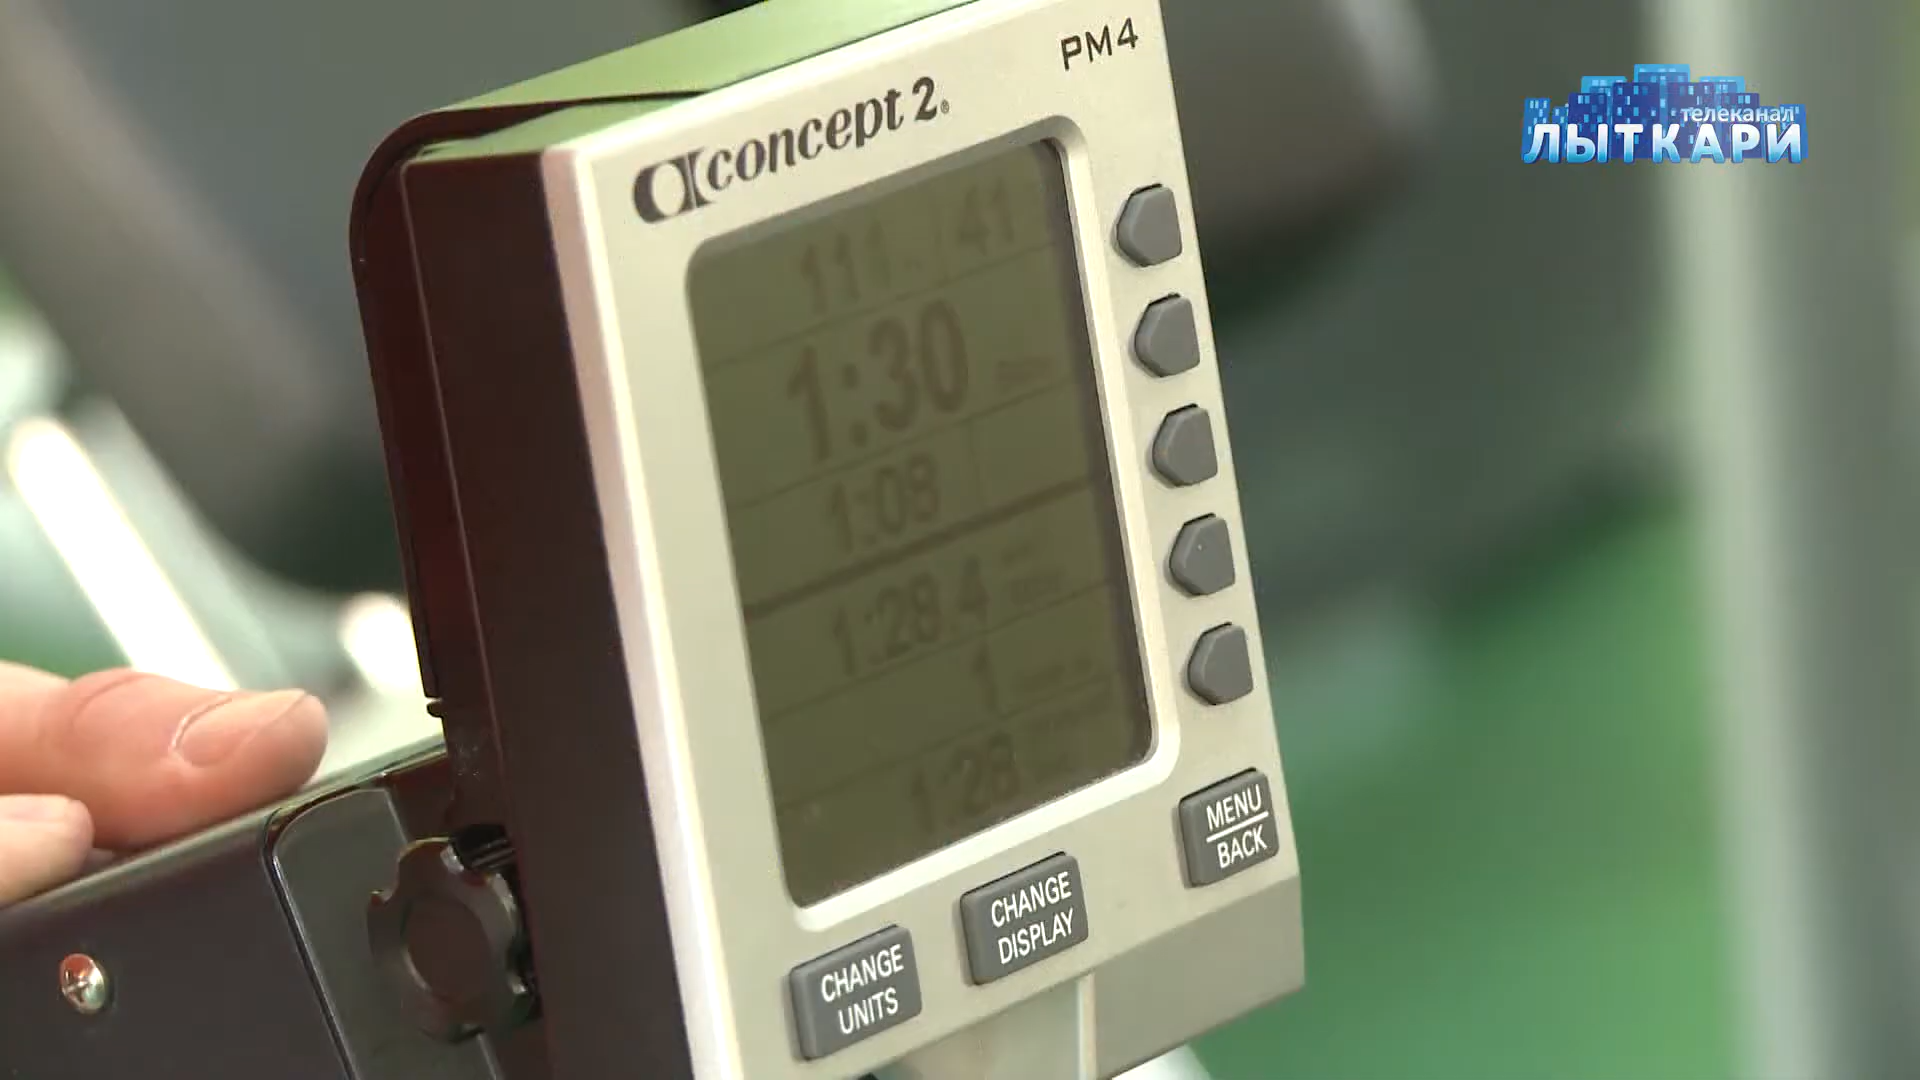 concept 2®
PM4
41
1:30
1:08
1:28.4
1
1:28
MENU
BACK
CHANGE
DISPLAY
CHANGE
UNITS
телеканал
ЛЫТКАРИ